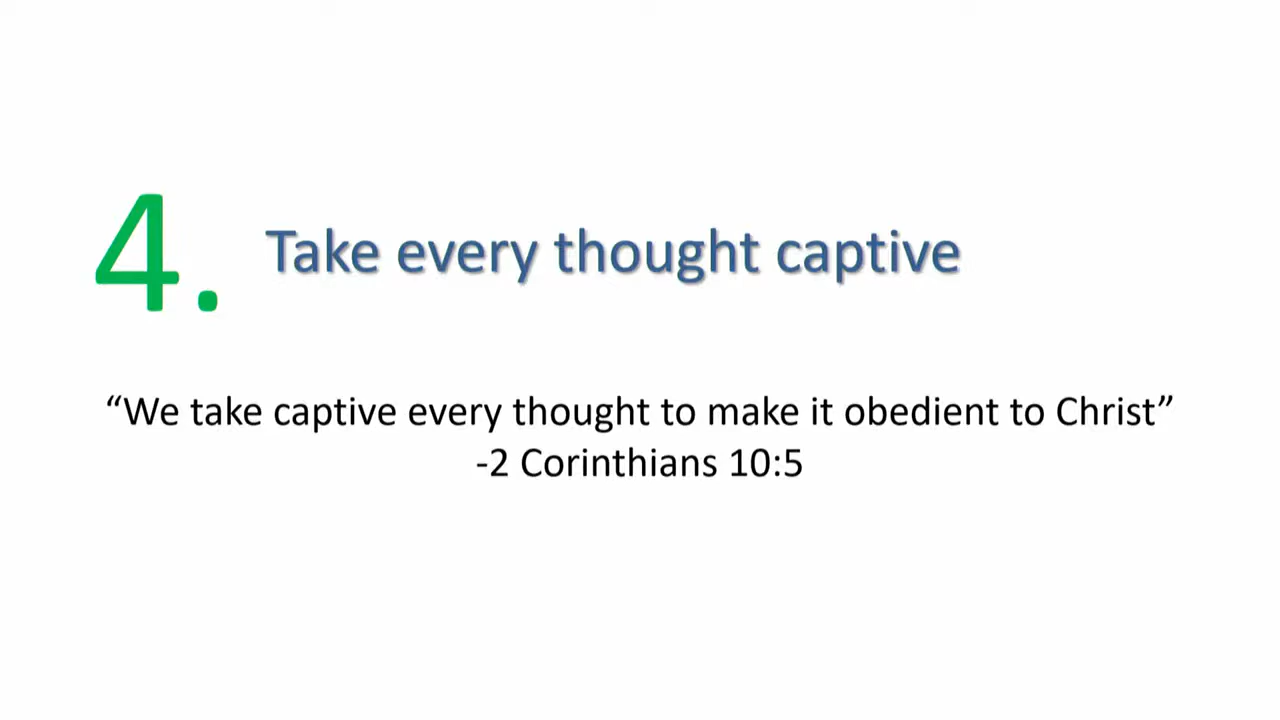 4. Take every thought captive
“We take captive every thought to make it obedient to Christ”
-2 Corinthians 10:5